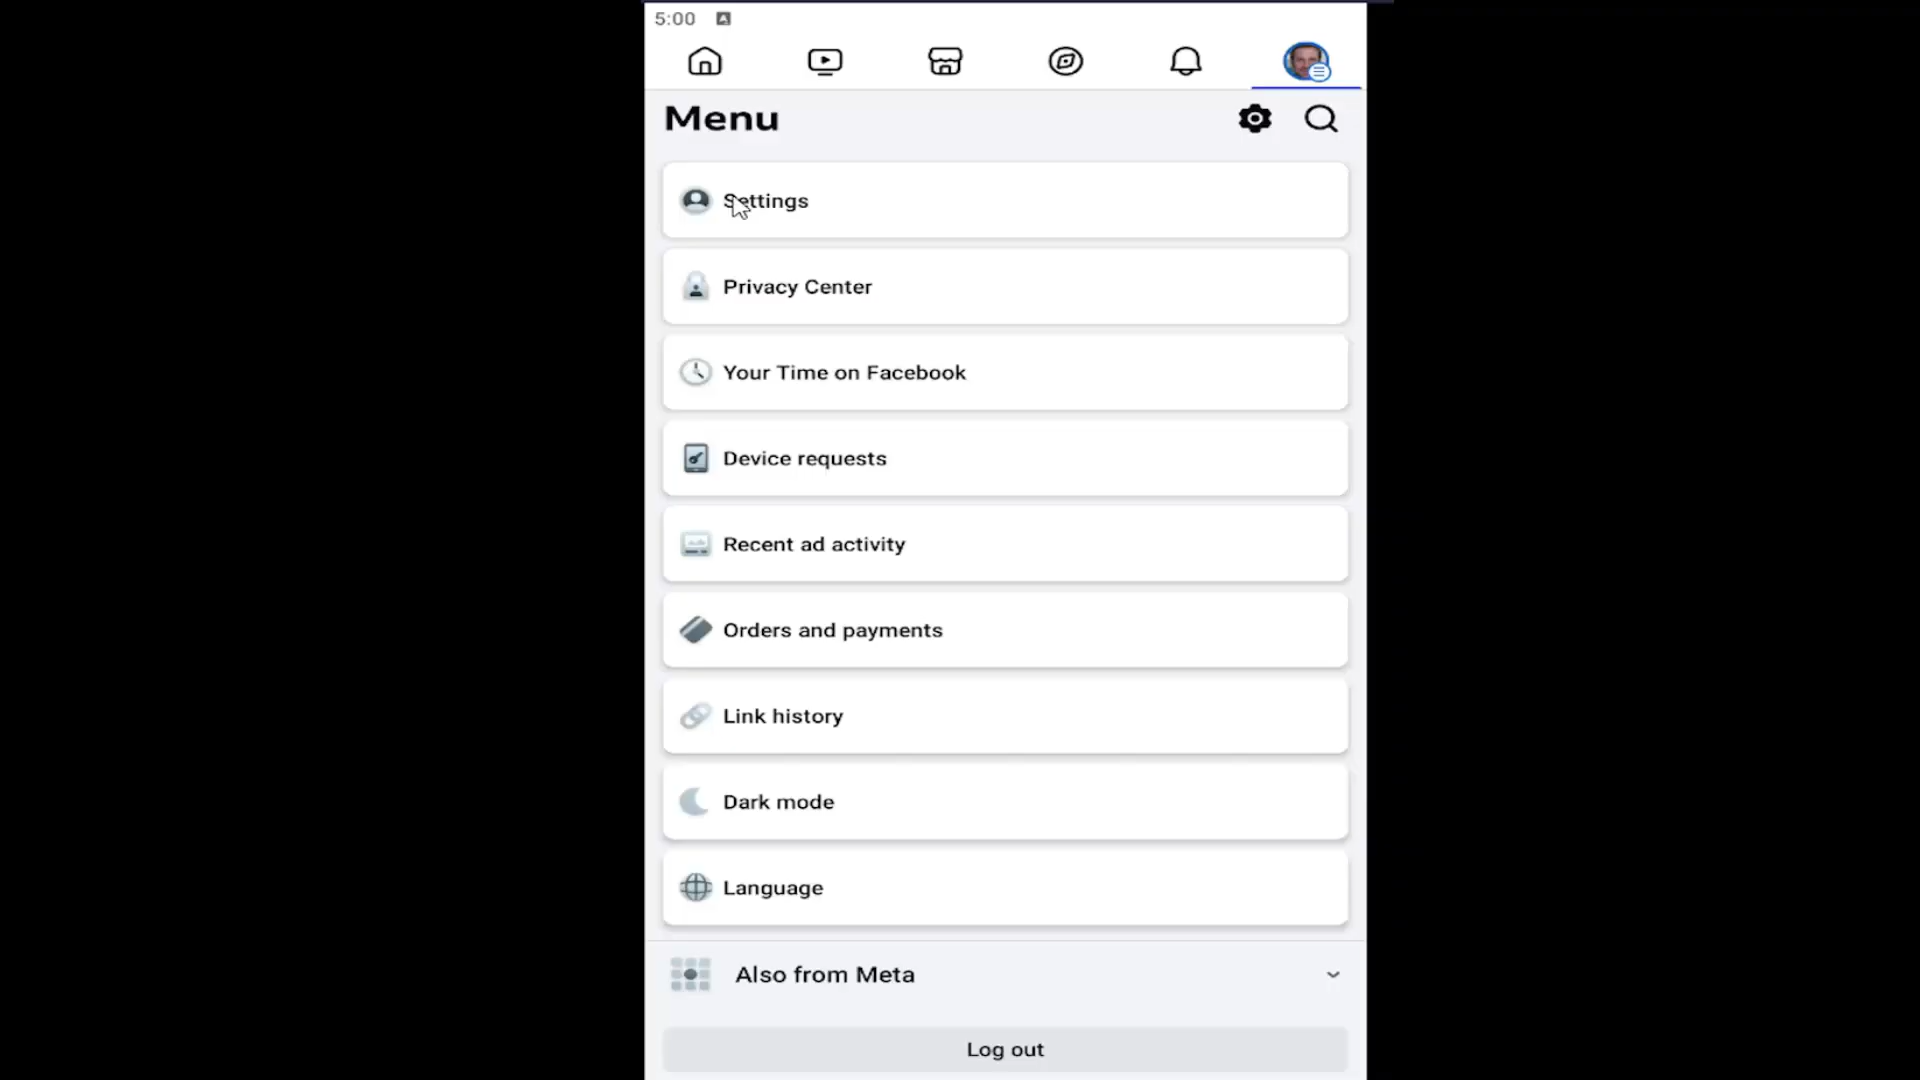 5:00
Menu
Settings
Privacy Center
Your Time on Facebook
Device requests
Recent ad activity
Orders and payments
Link history
Dark mode
Language
Also from Meta
Log out